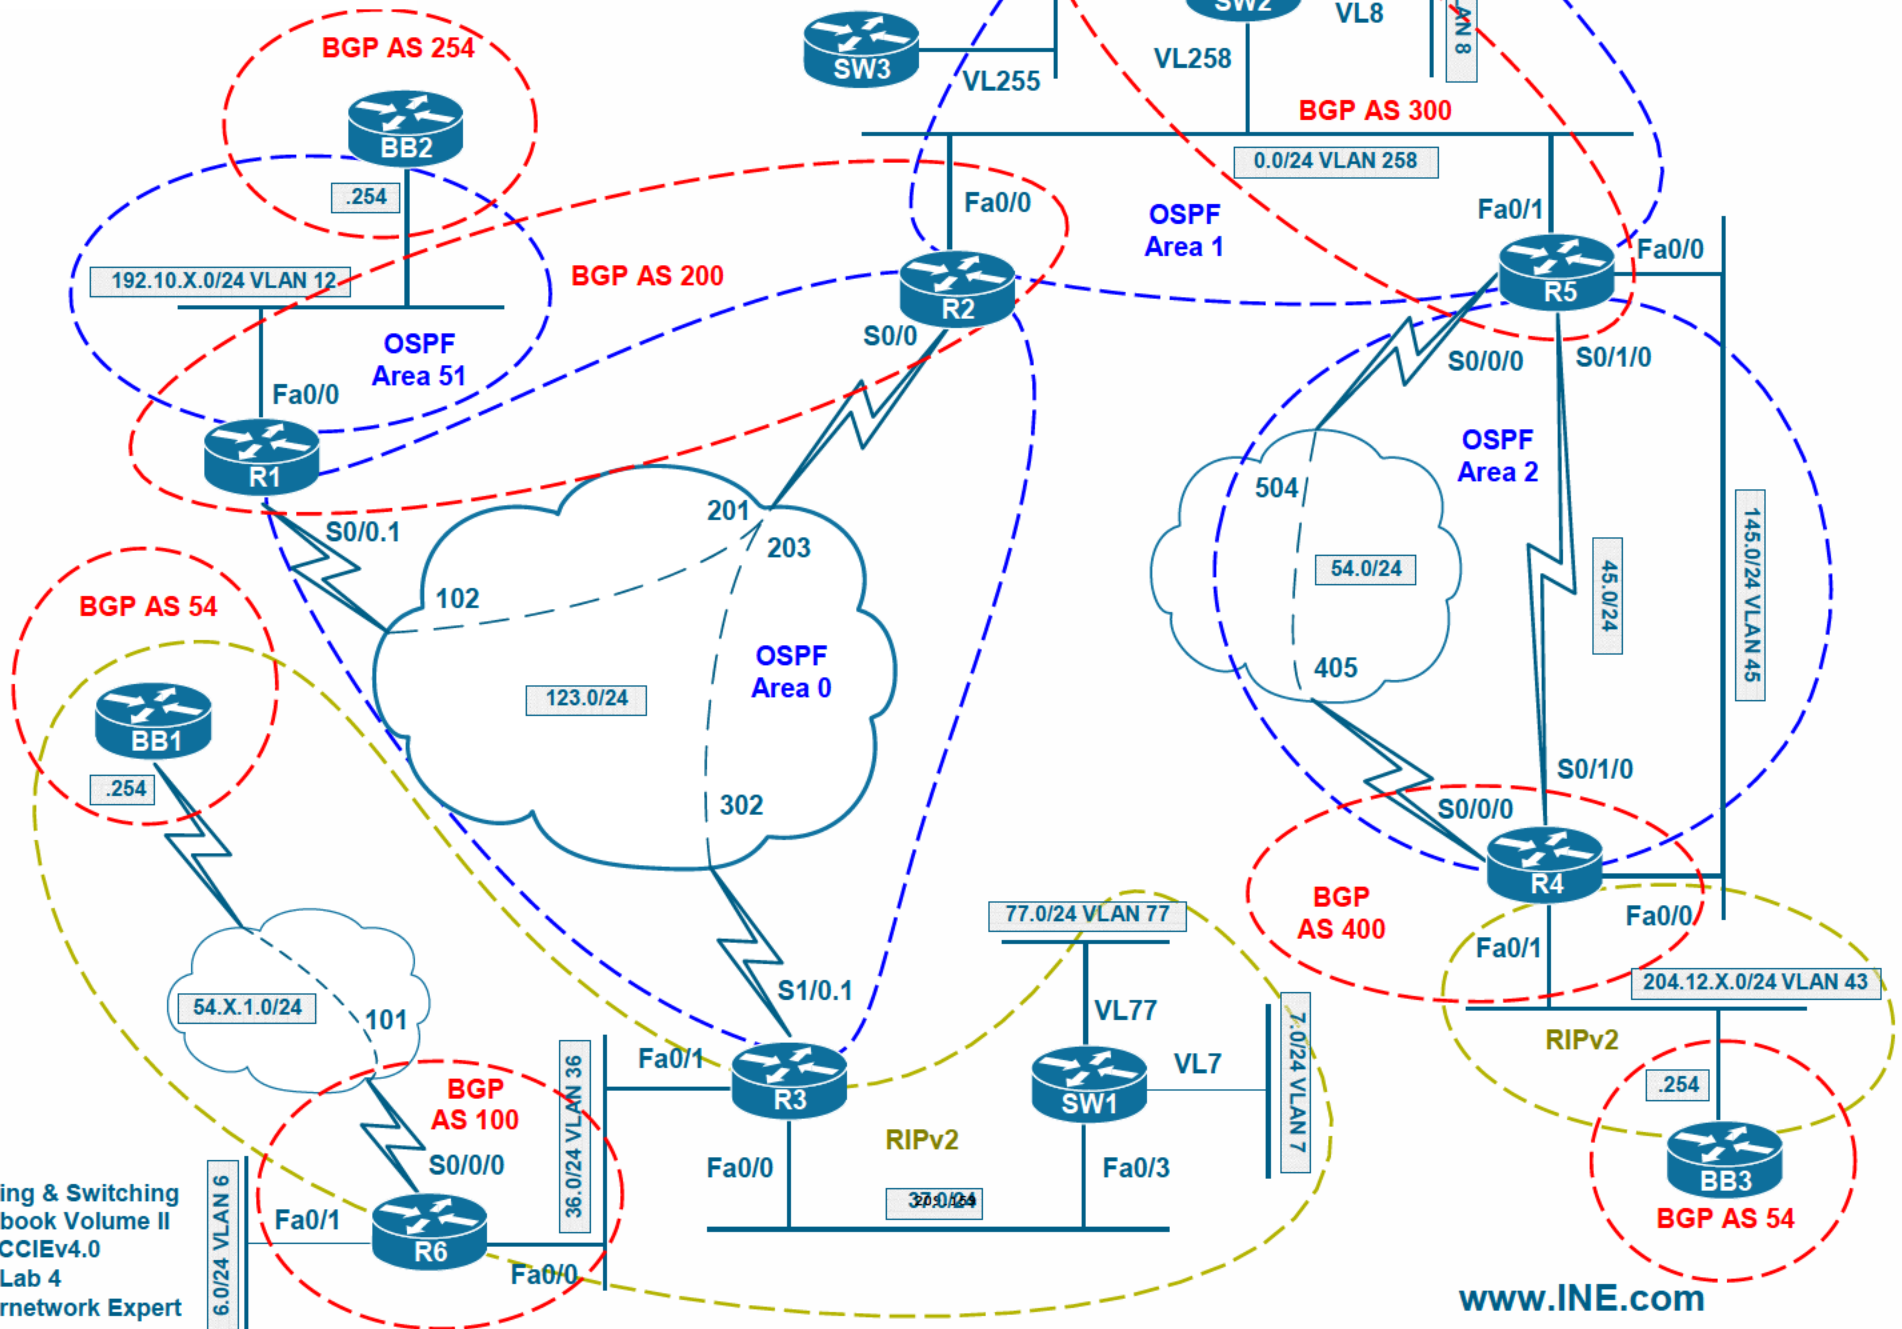 SW2
VL8
LAN 8
SW3
VL255
VL258
BGP AS 254
BB2
BGP AS 300
0.0/24 VLAN 258
.254
Fa0/0
OSPF
Area 1
Fa0/1
Fa0/0
192.10.X.0/24 VLAN 12
BGP AS 200
R2
R5
OSPF
Area 51
S0/0
S0/0/0
S0/1/0
Fa0/0
R1
OSPF
Area 2
504
S0/0.1
201
203
54.0/24
45.0/24
145.0/24 VLAN 45
102
BGP AS 54
OSPF
Area 0
123.0/24
405
BB1
.254
302
S0/1/0
S0/0/0
R4
BGP
AS 400
Fa0/0
Fa0/1
77.0/24 VLAN 77
204.12.X.0/24 VLAN 43
54.X.1.0/24
101
S1/0.1
VL77
RIPv2
Fa0/1
VL7
7.0/24 VLAN 7
36.0/24 VLAN 36
R3
SW1
.254
BGP
AS 100
RIPv2
S0/0/0
Fa0/0
Fa0/3
BB3
BGP AS 54
6.0/24 VLAN 6
Fa0/1
R6
Fa0/0
ing & Switching
book Volume II
CCIEv4.0
Lab 4
rnetwork Expert
www.INE.com